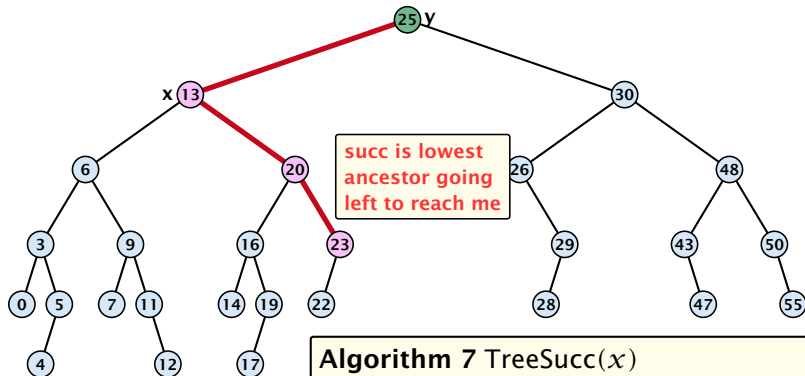 25 y
x 13 30
6 20 succ is lowest 26 48
ancestor going
left to reach me
3 9 16 23 29 43 50
0 5 7 11 14 19 22 28 47 55
4 12 17
Algorithm 7 TreeSucc(x)